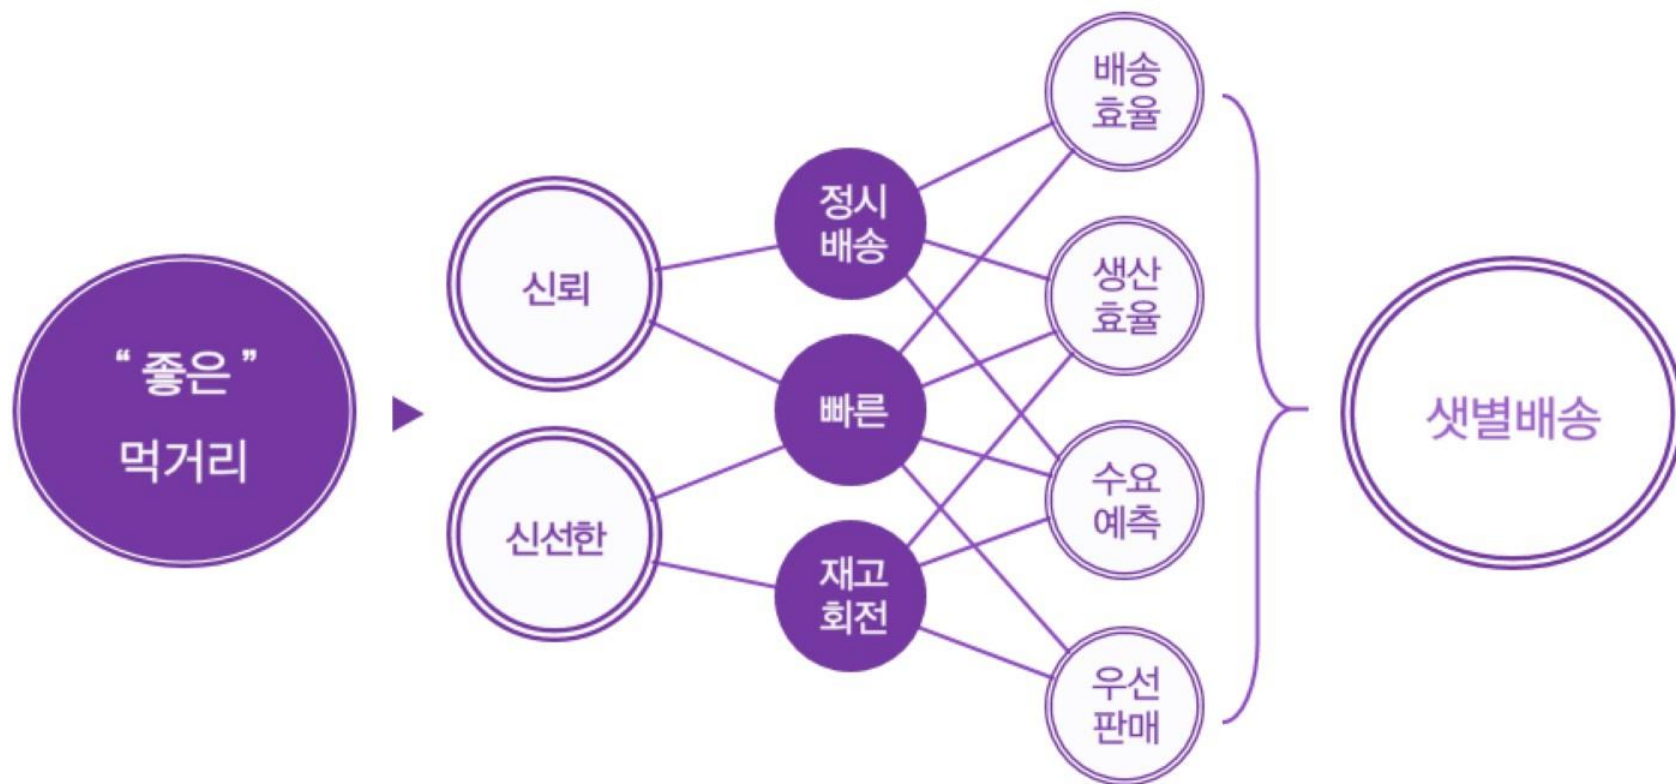 “ 좋은 ”
먹거리
신뢰
신선한
정시
배송
빠른
재고
회전
배송
효율
생산
효율
수요
예측
우선
판매
샛별배송